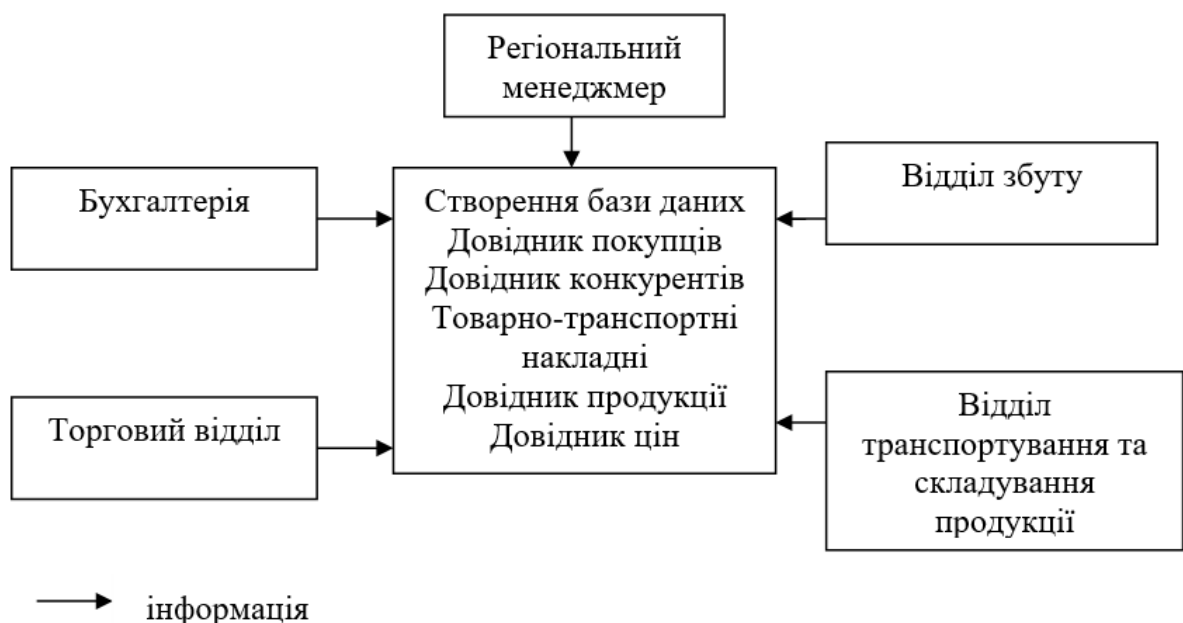 Регіональний
менеджмер
Бухгалтерія
Створення бази даних
Довідник покупців
Довідник конкурентів
Товарно-транспортні
накладні
Довідник продукції
Довідник цін
Відділ збуту
Торговий відділ
Відділ
транспортування та
складування
продукції
інформація